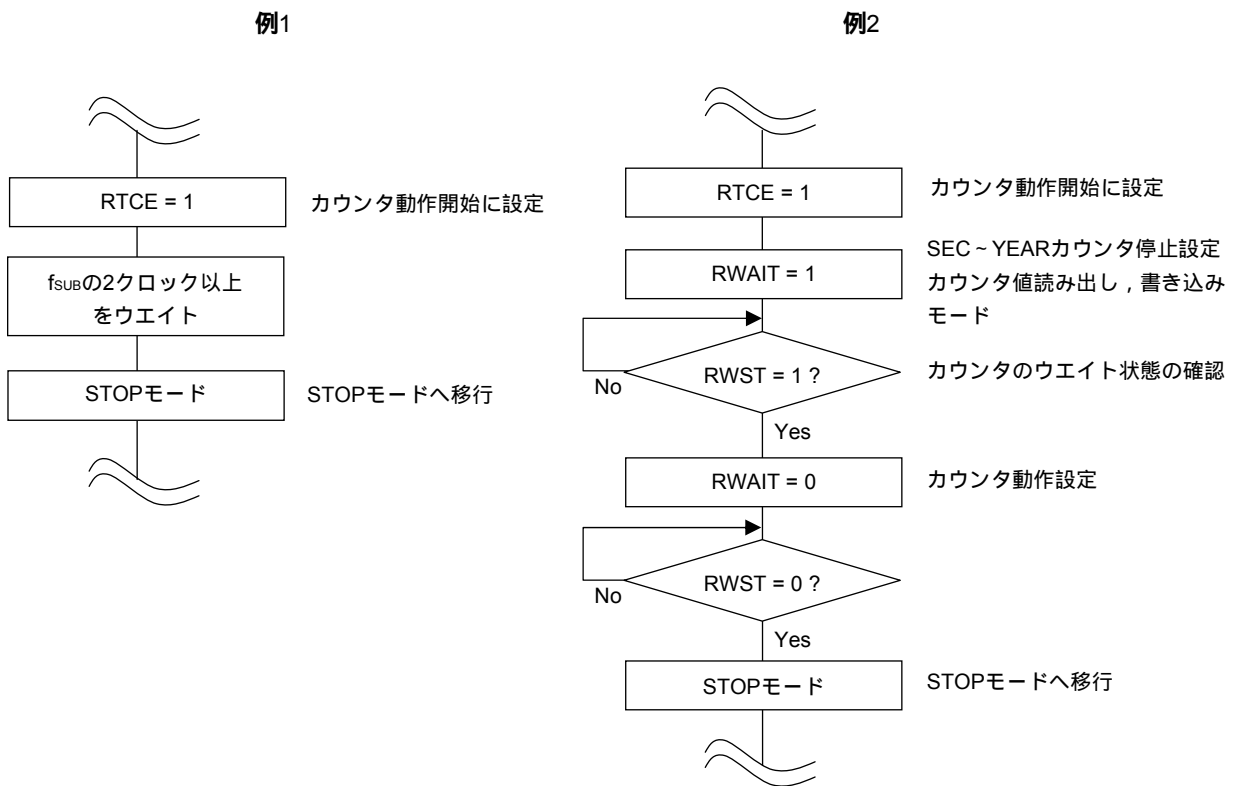 例1
RTCE = 1
カウンタ動作開始に設定
fSUBの2クロック以上
をウエイト
STOPモード
STOPモードへ移行
例2
RTCE = 1
カウンタ動作開始に設定
RWAIT = 1
SEC～YEARカウンタ停止設定
カウンタ値読み出し，書き込み
モード
RWST = 1 ?
カウンタのウエイト状態の確認
No
Yes
RWAIT = 0
カウンタ動作設定
RWST = 0 ?
No
Yes
STOPモード
STOPモードへ移行